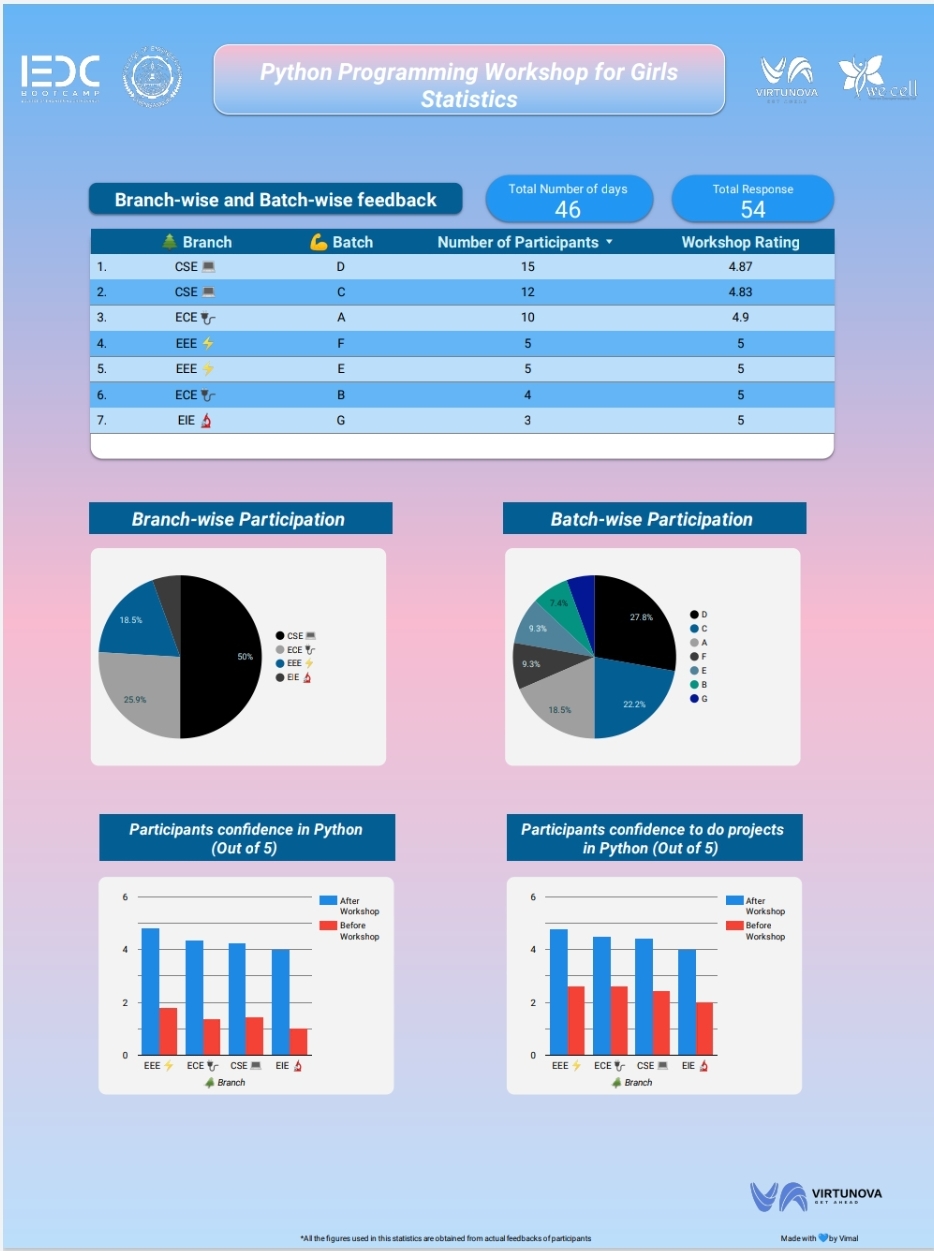 IEDC
BOOTCAMP
Python Programming Workshop for Girls
Statistics
VIRTUNOVA
GET AHEAD
we.cell
Branch-wise and Batch-wise feedback
Total Number of days
46
Total Response
54
Branch Batch Number of Participants Workshop Rating
1. CSE D 15 4.87
2. CSE C 12 4.83
3. ECE A 10 4.9
4. EEE F 5 5
5. EEE E 5 5
6. ECE B 4 5
7. EIE G 3 5
Branch-wise Participation
18.5%
50%
25.9%
CSE
ECE
EEE
EIE
Batch-wise Participation
7.4%
27.8%
9.3%
9.3%
22.2%
18.5%
D
C
A
F
E
B
G
Participants confidence in Python
(Out of 5)
6
4
2
0
After
Workshop
Before
Workshop
EEE ECE CSE EIE
Branch
Participants confidence to do projects
in Python (Out of 5)
6
4
2
0
After
Workshop
Before
Workshop
EEE ECE CSE EIE
Branch
VIRTUNOVA
GET AHEAD
*All the figures used in this statistics are obtained from actual feedbacks of participants
Made with 💙by Vimal